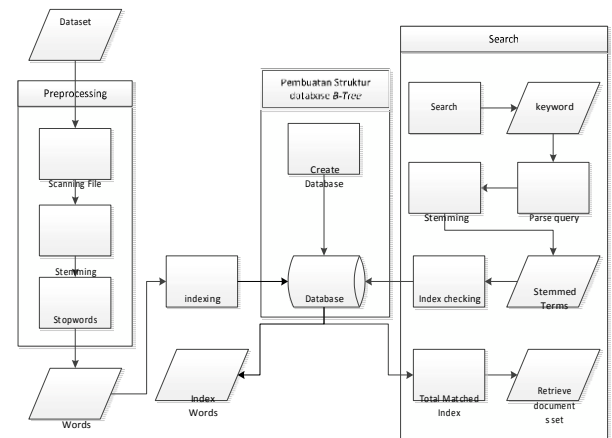 Dataset
Preprocessing
Scanning File
Stemming
Stopwords
Words
indexing
Pembuatan Struktur
database B-Tree
Create
Database
Database
Index
Words
Search
Search
keyword
Stemming
Parse query
Index checking
Stemmed
Terms
Total Matched
Index
Retrieve
document
s set